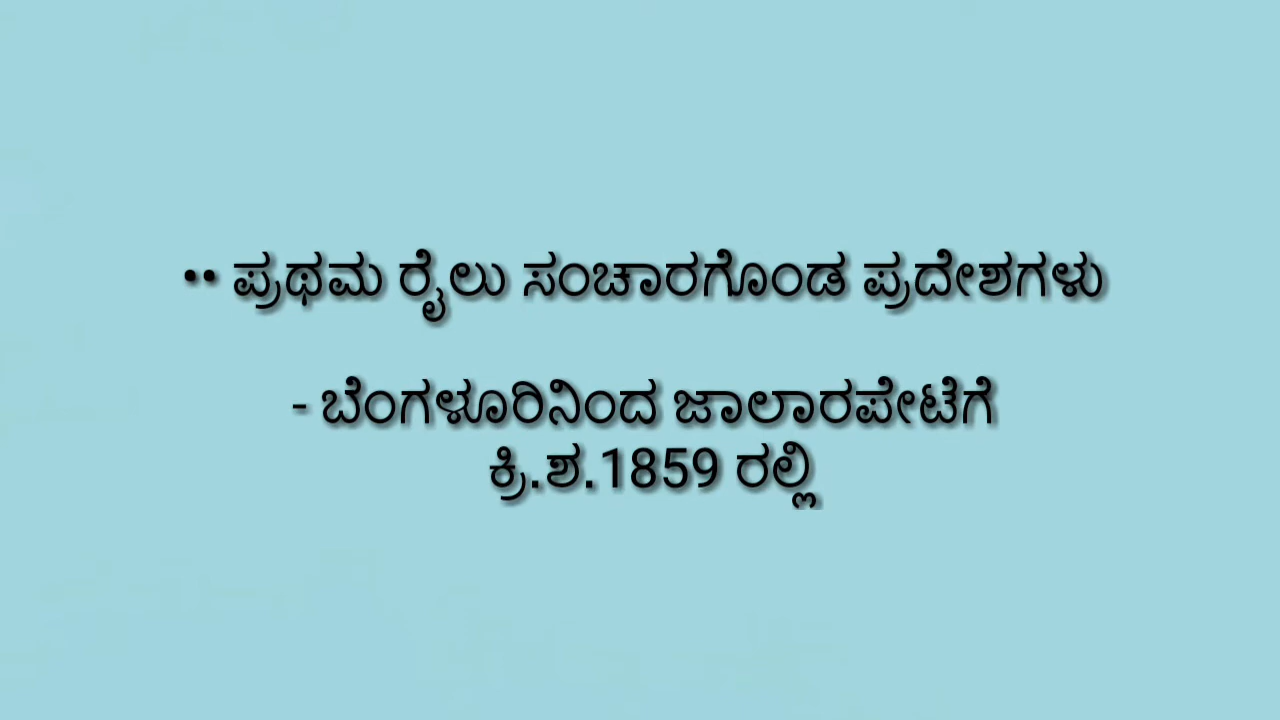 •• ಪ್ರಥಮ ರೈಲು ಸಂಚಾರಗೊಂಡ ಪ್ರದೇಶಗಳು
- ಬೆಂಗಳೂರಿನಿಂದ ಜಾಲಾರಪೇಟೆಗೆ
ಕ್ರಿ.ಶ.1859 ರಲ್ಲಿ